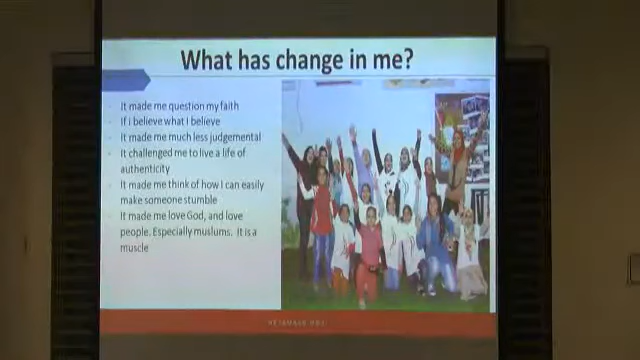 What has change in me?
It made me question my faith
If i believe what I believe
It made me much less judgemental
It challenged me to live a life of
authenticity
It made me think of how I can easily
make someone stumble
It made me love God, and love
people. Especially muslums. It is a
muscle